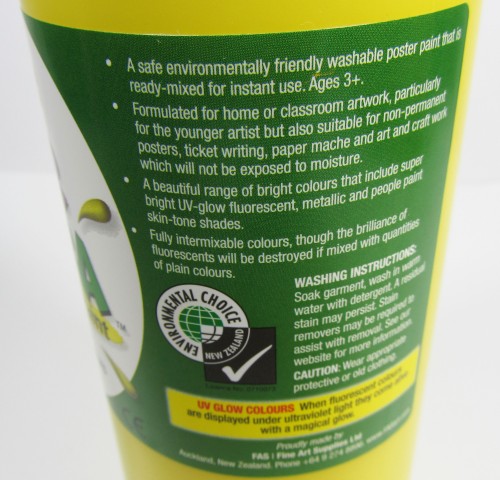 • A safe environmentally friendly washable poster paint that is
ready-mixed for instant use. Ages 3+.
• Formulated for home or classroom artwork, particularly
for the younger artist but also suitable for non-permanent
posters, ticket writing, paper mache and art and craft work
which will not be exposed to moisture.
• A beautiful range of bright colours that include super
bright UV-glow fluorescent, metallic and people paint
skin-tone shades.
• Fully intermixable colours, though the brilliance of
fluorescents will be destroyed if mixed with quantities
of plain colours.
ENVIRONMENTAL CHOICE
NEW ZEALAND
WASHING INSTRUCTIONS:
Soak garment, wash in warm
water with detergent. A residual
stain may persist. Stain
removers may be required to
assist with removal. See our
website for more information.
CAUTION: Wear appropriate
protective or old clothing.
UV GLOW COLOURS When fluorescent colours
are displayed under ultraviolet light they come alive
with a magical glow.
Proudly made by
FAS | Fine Art Supplies Ltd
Auckland, New Zealand. Phone +64 9 274
A
TM